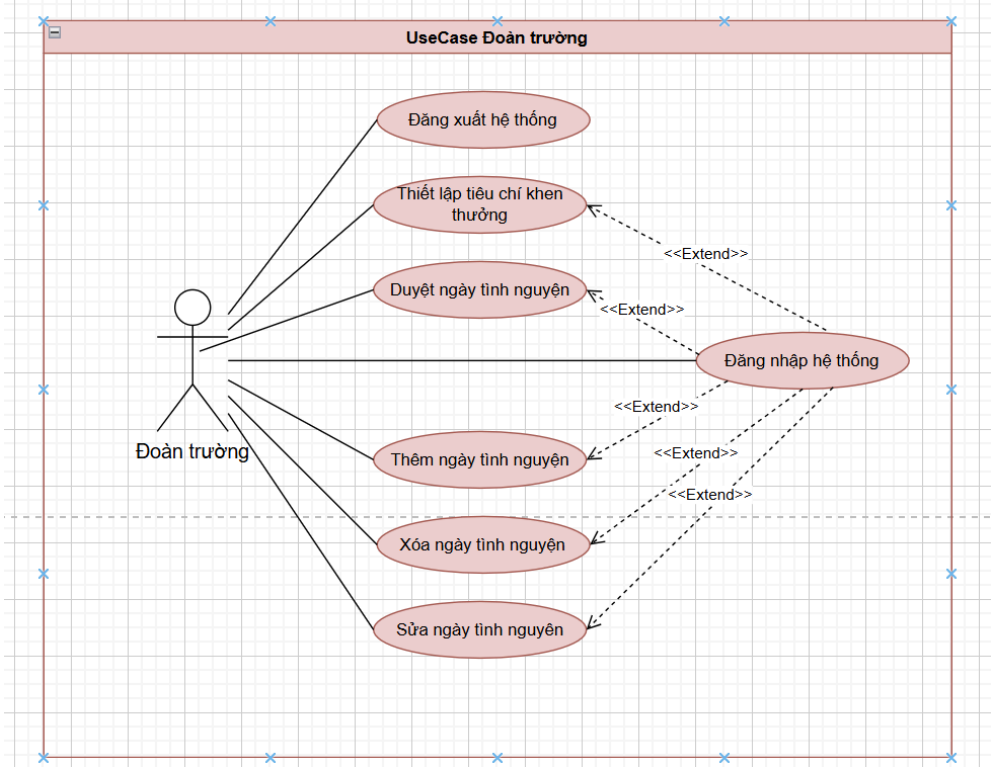 UseCase Đoàn trường
Đăng xuất hệ thống
Thiết lập tiêu chí khen
thưởng
<<Extend>>
Duyệt ngày tình nguyện
<<Extend>>
Đăng nhập hệ thống
<<Extend>>
Đoàn trường
Thêm ngày tình nguyện
<<Extend>>
<<Extend>>
Xóa ngày tình nguyện
Sửa ngày tình nguyên